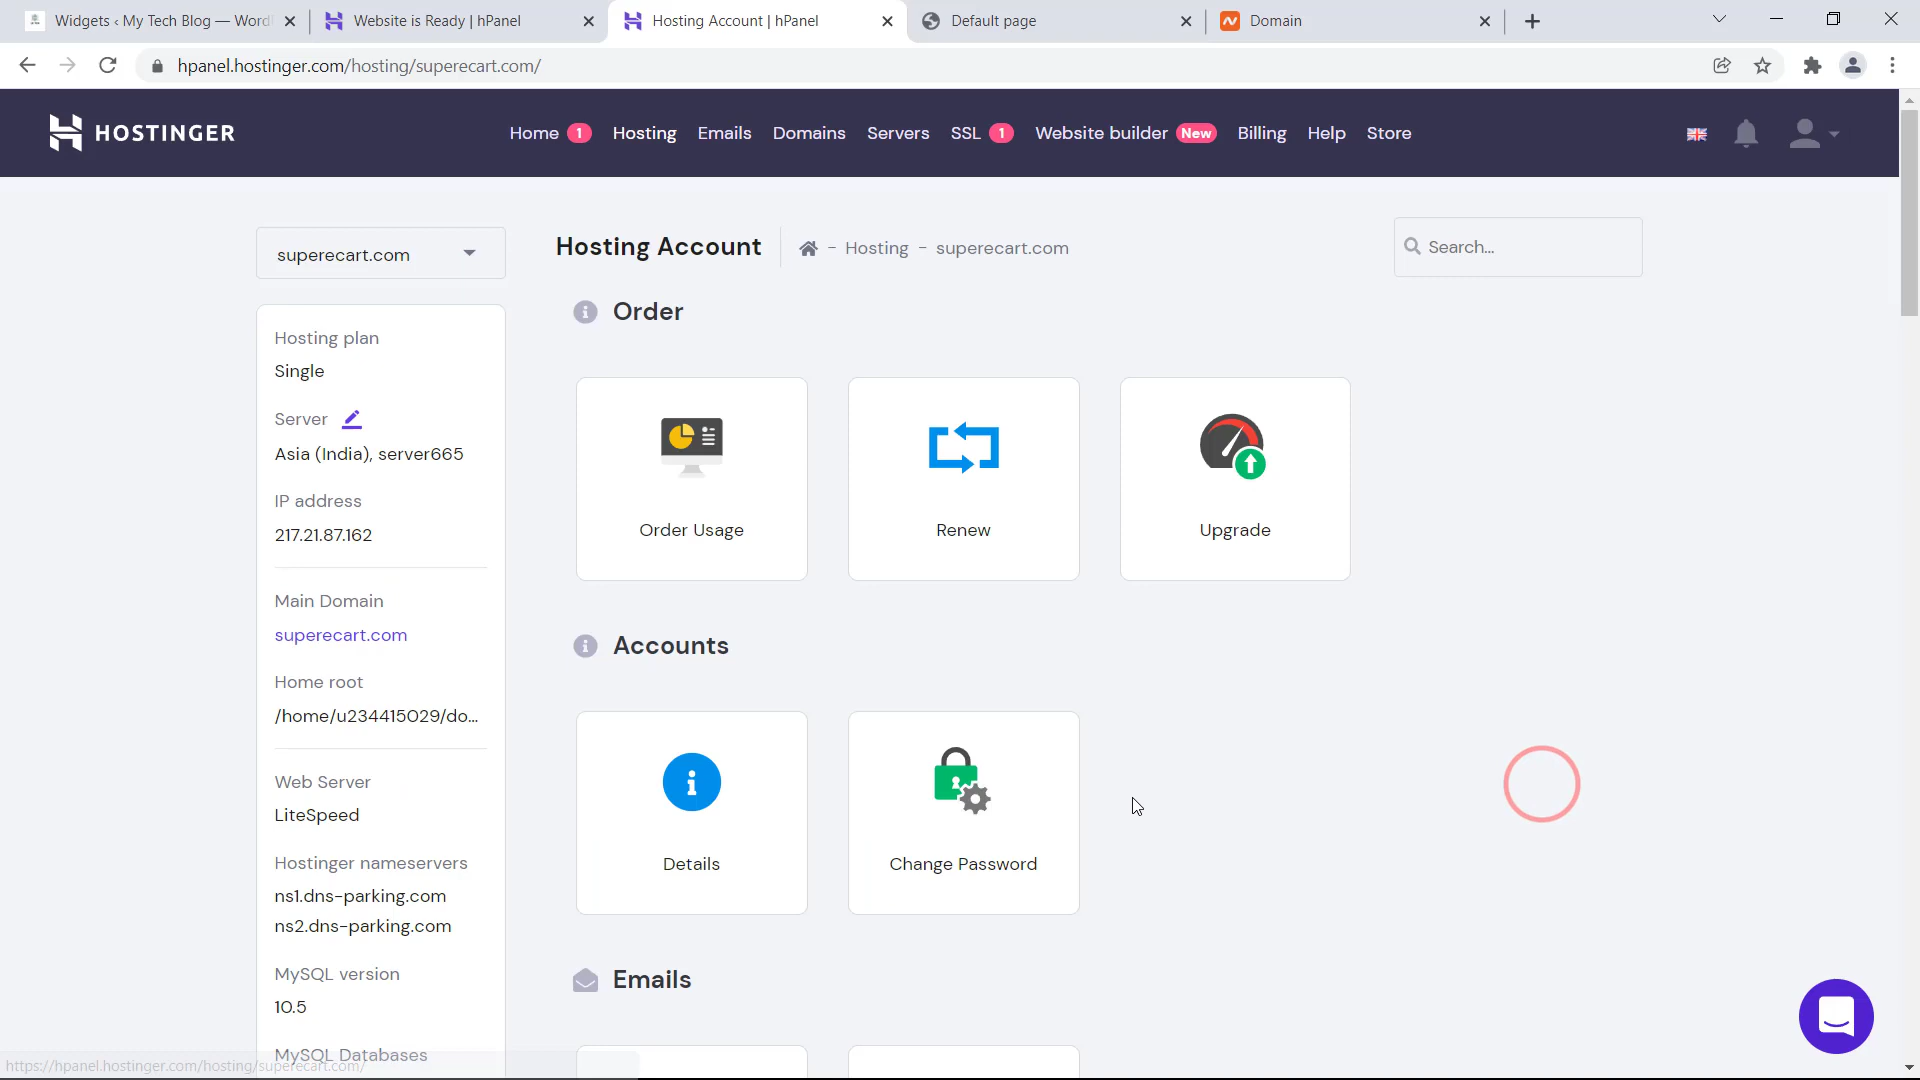 Widgets ‹ My Tech Blog — Word
Website is Ready | hPanel
Hosting Account | hPanel
Default page
Domain
hpanel.hostinger.com/hosting/superecart.com/
HOSTINGER
Home 1 Hosting Emails Domains Servers SSL 1 Website builder New Billing Help Store
superecart.com
Hosting Account
- Hosting - superecart.com
Search...
Hosting plan
Single
Server
Asia (India), server665
IP address
217.21.87.162
Main Domain
superecart.com
Home root
/home/u234415029/do...
Web Server
LiteSpeed
Hostinger nameservers
ns1.dns-parking.com
ns2.dns-parking.com
MySQL version
10.5
MySQL Databases
Order
Order Usage
Renew
Upgrade
Accounts
Details
Change Password
Emails
https://hpanel.hostinger.com/hosting/superecart.com/